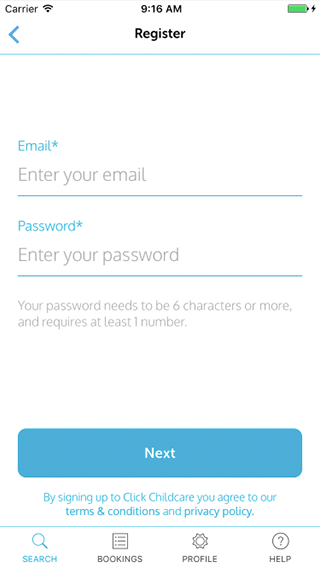 Carrier 9:16 AM
Register
Email*
Enter your email
Password*
Enter your password
Your password needs to be 6 characters or more,
and requires at least 1 number.
Next
By signing up to Click Childcare you agree to our
terms & conditions and privacy policy.
SEARCH BOOKINGS PROFILE HELP